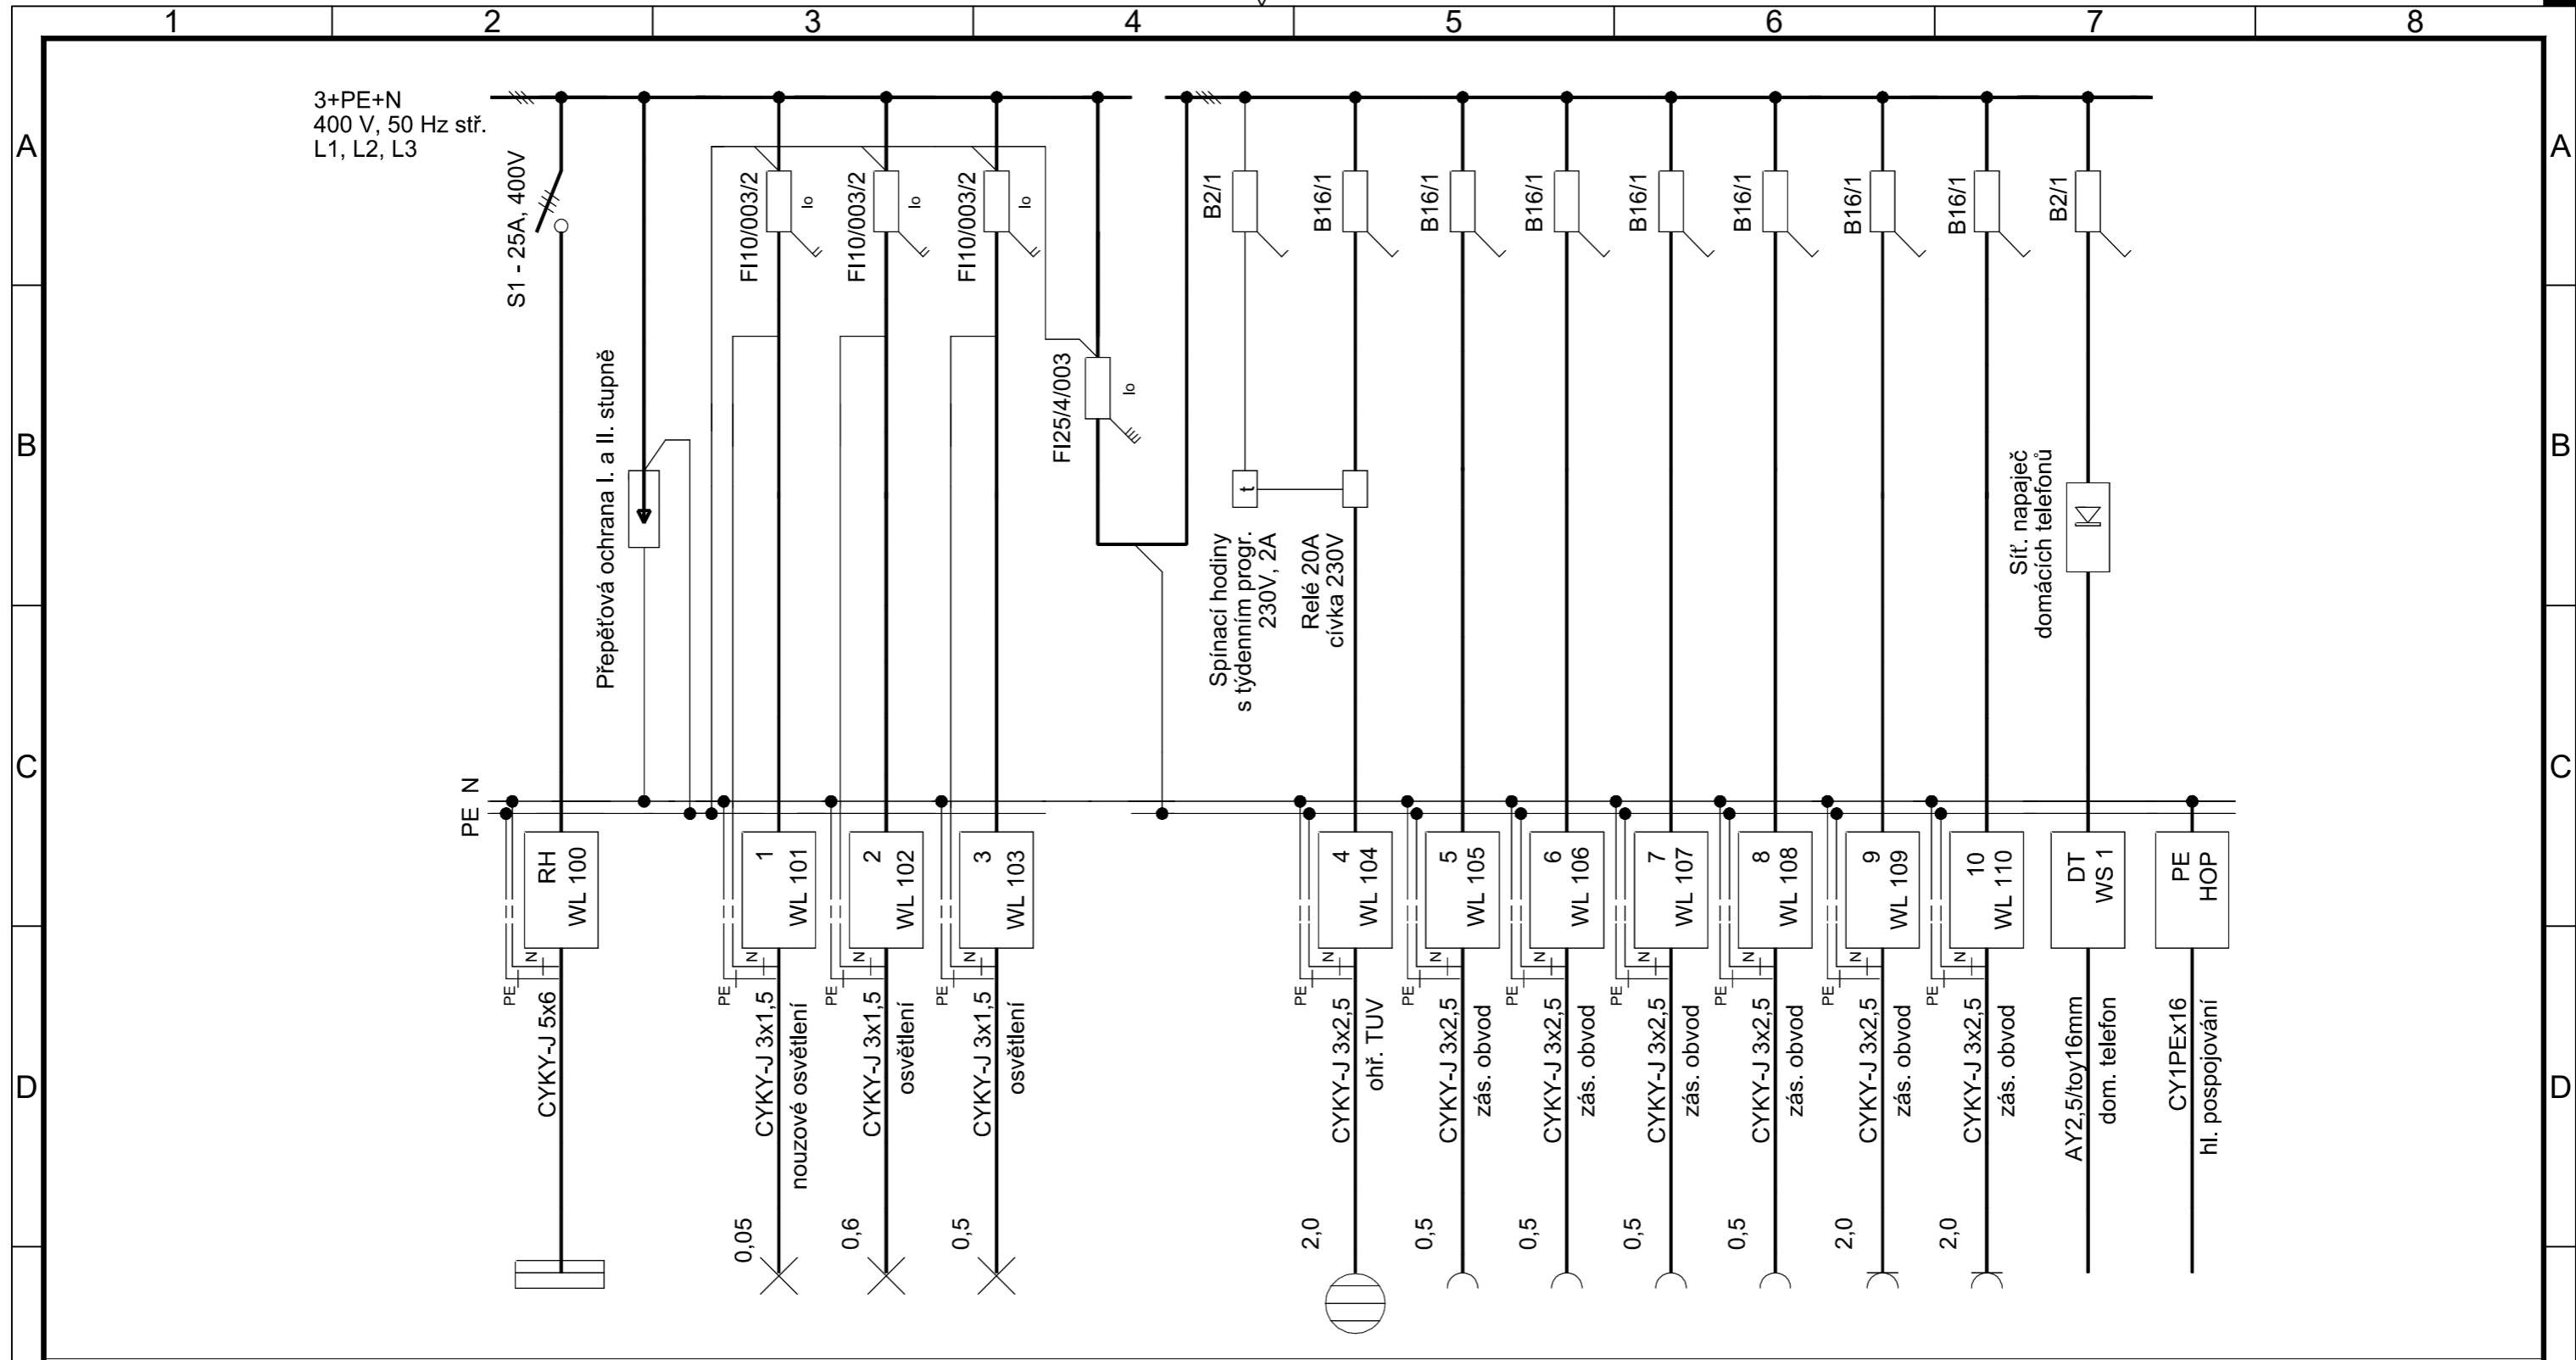 1 2 3 4 5 6 7 8
A
A
3+PE+N
400 V, 50 Hz stř.
L1, L2, L3
S1 - 25A, 400V
FI10/003/2
Io
FI10/003/2
Io
FI10/003/2
Io
B2/1
B16/1
B16/1
B16/1
B16/1
B16/1
B16/1
B16/1
B2/1
B
B
Přepěťová ochrana I. a II. stupně
FI25/4/003
Io
t
Spínací hodiny
s týdenním progr.
230V, 2A
Relé 20A
cívka 230V
Síť. napaječ
domácích telefonů
C
C
N
PE
RH
WL 100
1
WL 101
2
WL 102
3
WL 103
4
WL 104
5
WL 105
6
WL 106
7
WL 107
8
WL 108
9
WL 109
10
WL 110
DT
WS 1
PE
HOP
PE
N
PE
N
PE
N
PE
N
PE
N
PE
N
PE
N
PE
N
PE
N
PE
N
PE
N
D
D
CYKY-J 5x6
CYKY-J 3x1,5
nouzové osvětlení
CYKY-J 3x1,5
osvětlení
CYKY-J 3x1,5
osvětlení
CYKY-J 3x2,5
ohř. TUV
CYKY-J 3x2,5
zás. obvod
CYKY-J 3x2,5
zás. obvod
CYKY-J 3x2,5
zás. obvod
CYKY-J 3x2,5
zás. obvod
CYKY-J 3x2,5
zás. obvod
CYKY-J 3x2,5
zás. obvod
AY2,5/toy16mm
dom. telefon
CY1PEx16
hl. pospojování
0,05
0,6
0,5
2,0
0,5
0,5
0,5
0,5
2,0
2,0